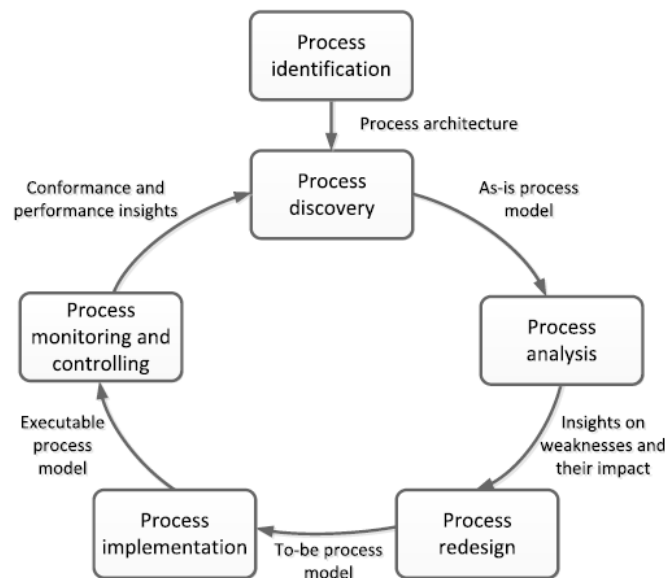 Process
identification
Process architecture
Process
discovery
As-is process
model
Process
analysis
Insights on
weaknesses and
their impact
Process
redesign
To-be process
model
Process
implementation
Executable
process
model
Process
monitoring and
controlling
Conformance and
performance insights